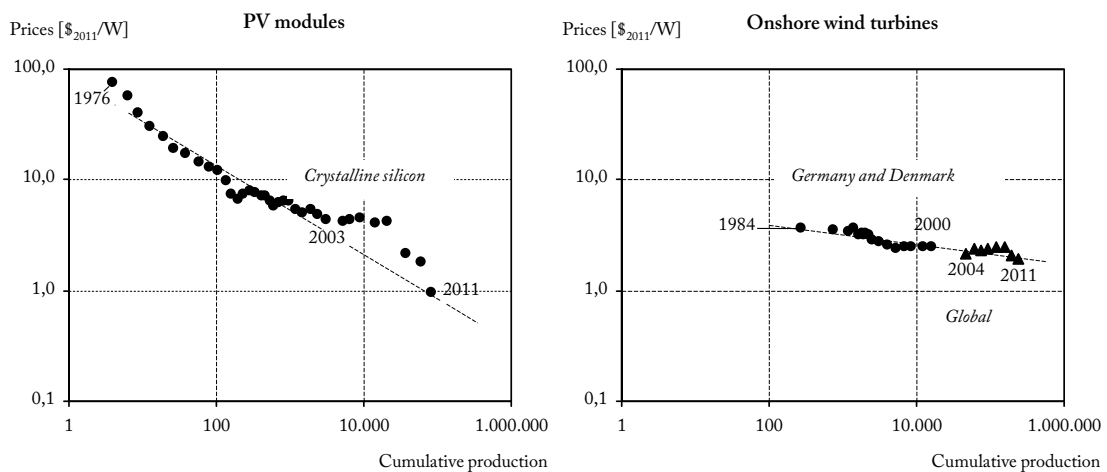 PV modules
Prices [$2011/W]
100,0
1976
10,0
Crystalline silicon
2003
1,0
2011
0,1
1
100
10.000
1.000.000
Cumulative production
Onshore wind turbines
Prices [$2011/W]
100,0
10,0
Germany and Denmark
1984
2000
2004
2011
1,0
Global
0,1
1
100
10.000
1.000.000
Cumulative production